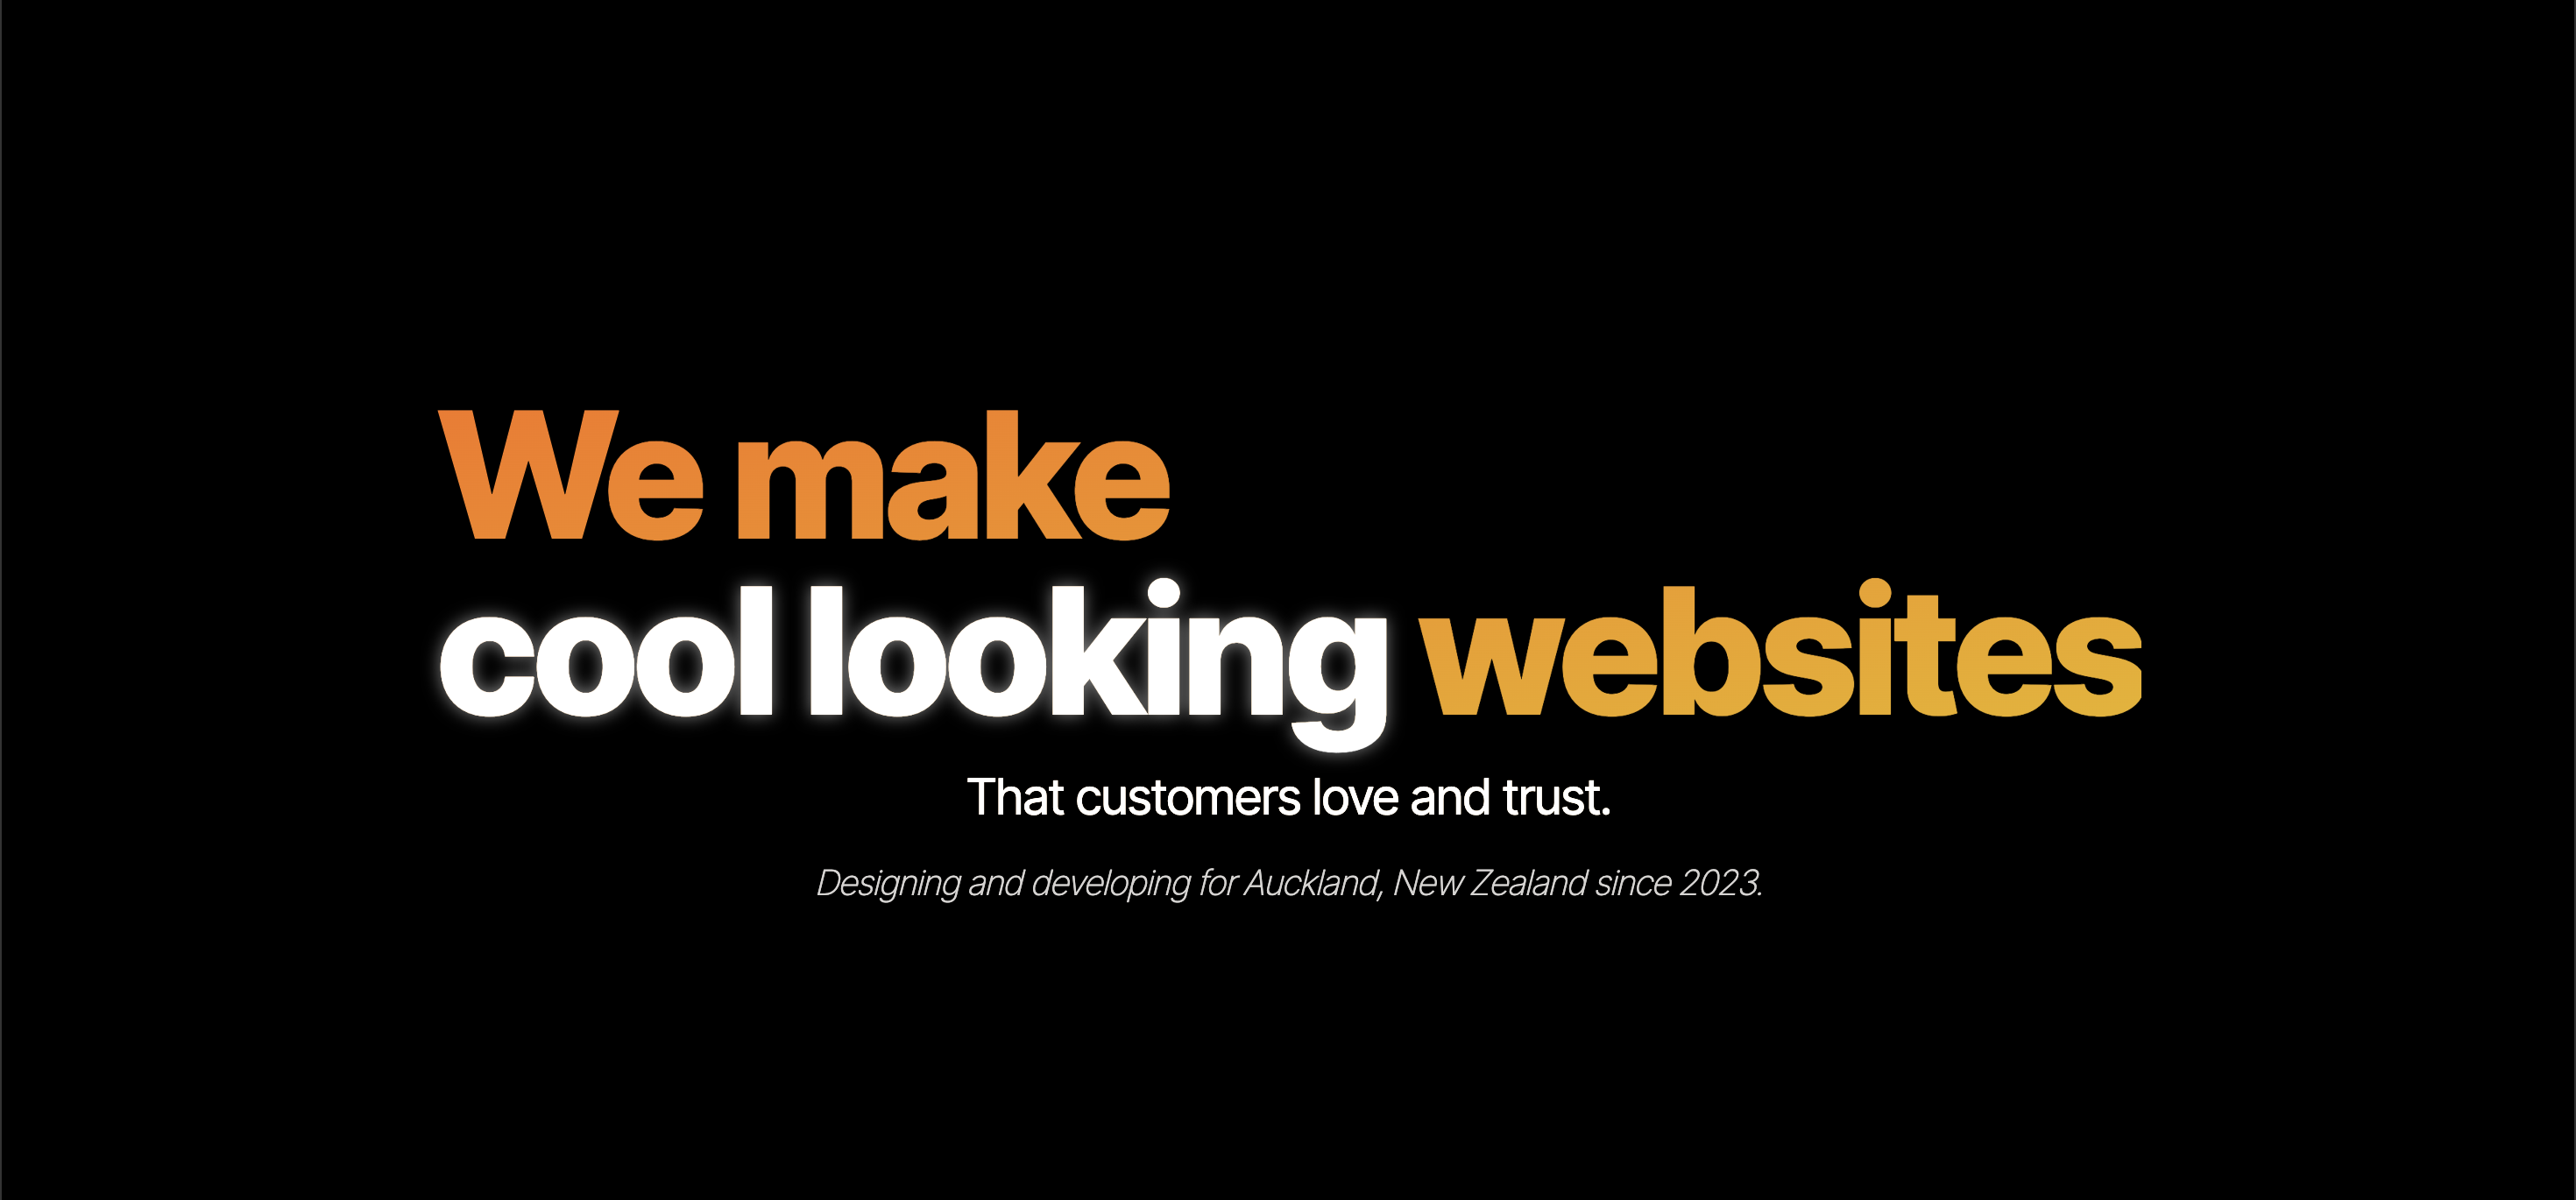 We make
cool looking websites
That customers love and trust.
Designing and developing for Auckland, New Zealand since 2023.